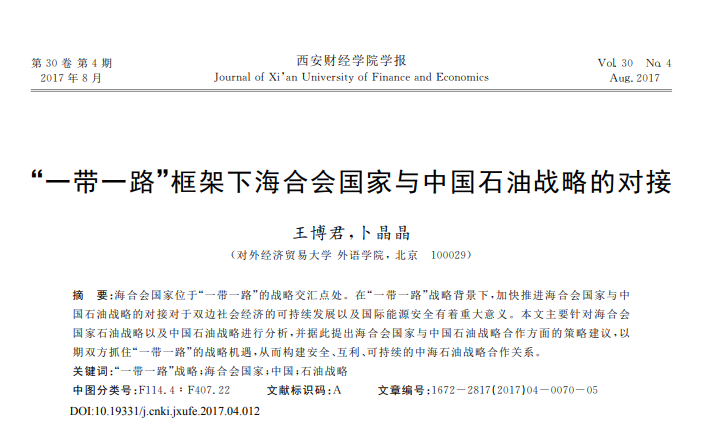 第 30 卷 第 4 期 西安财经学院学报 Vol. 30 No. 4
2017 年 8 月 Journal of Xi'an University of Finance and Economics Aug. 2017
“一带一路”框架下海合会国家与中国石油战略的对接
王博君,卜晶晶
(对外经济贸易大学 外语学院,北京 100029)
摘 要:海合会国家位于“一带一路”的战略交汇点处。在“一带一路”战略背景下,加快推进海合会国家与中
国石油战略的对接对于双边社会经济的可持续发展以及国际能源安全有着重大意义。本文主要针对海合会
国家石油战略以及中国石油战略进行分析,并据此提出海合会国家与中国石油战略合作方面的策略建议,以
期双方抓住“一带一路”的战略机遇,从而构建安全、互利、可持续的中海石油战略合作关系。
关键词:“一带一路”战略;海合会国家;中国;石油战略
中图分类号:F114.4;F407.22 文献标识码:A 文章编号:1672-2817(2017)04-0070-05
DOI:10.19331/j.cnki.jxufe.2017.04.012